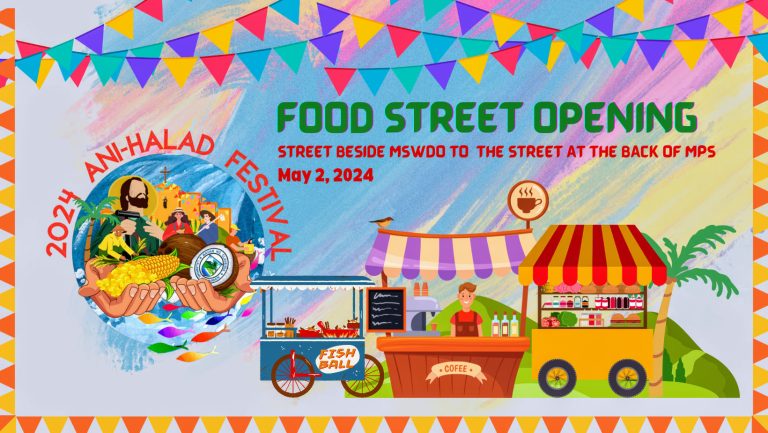 FOOD STREET OPENING
STREET BESIDE MSWDO TO THE STREET AT THE BACK OF MPS
May 2, 2024
2024 ANI-HALAD FESTIVAL
FISH
BALL
COFEE